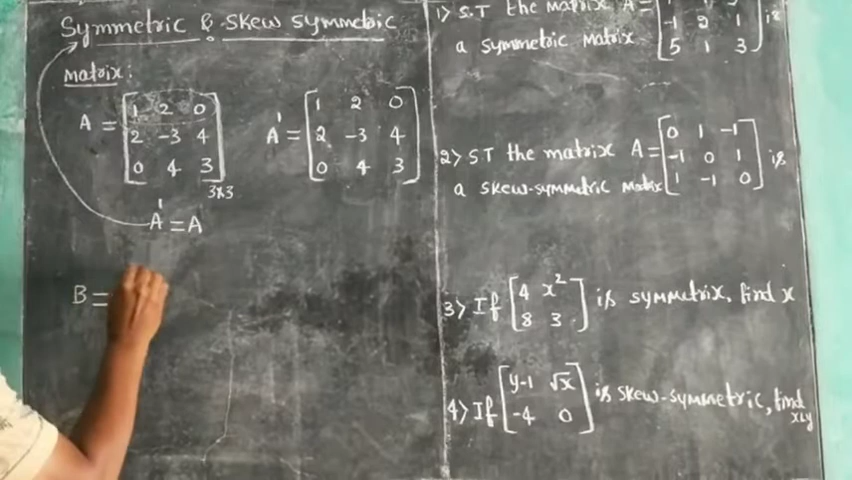 Symmetric & Skew symmetric
Matrix:
A = [1 2 0
2 -3 4
0 4 3] 3x3
A' = [1 2 0
2 -3 4
0 4 3]
A' = A
B =
1) S.T the matrix A = [
-1 2 1
5 1 3] is
a symmetric matrix
2) S.T the matrix A = [0 1 -1
-1 0 1
1 -1 0] is
a skew-symmetric matrix
3) If [4 x²
8 3] is symmetrix, find x
4) If [y-1 √x
-4 0] is skew-symmetric, find
x&y